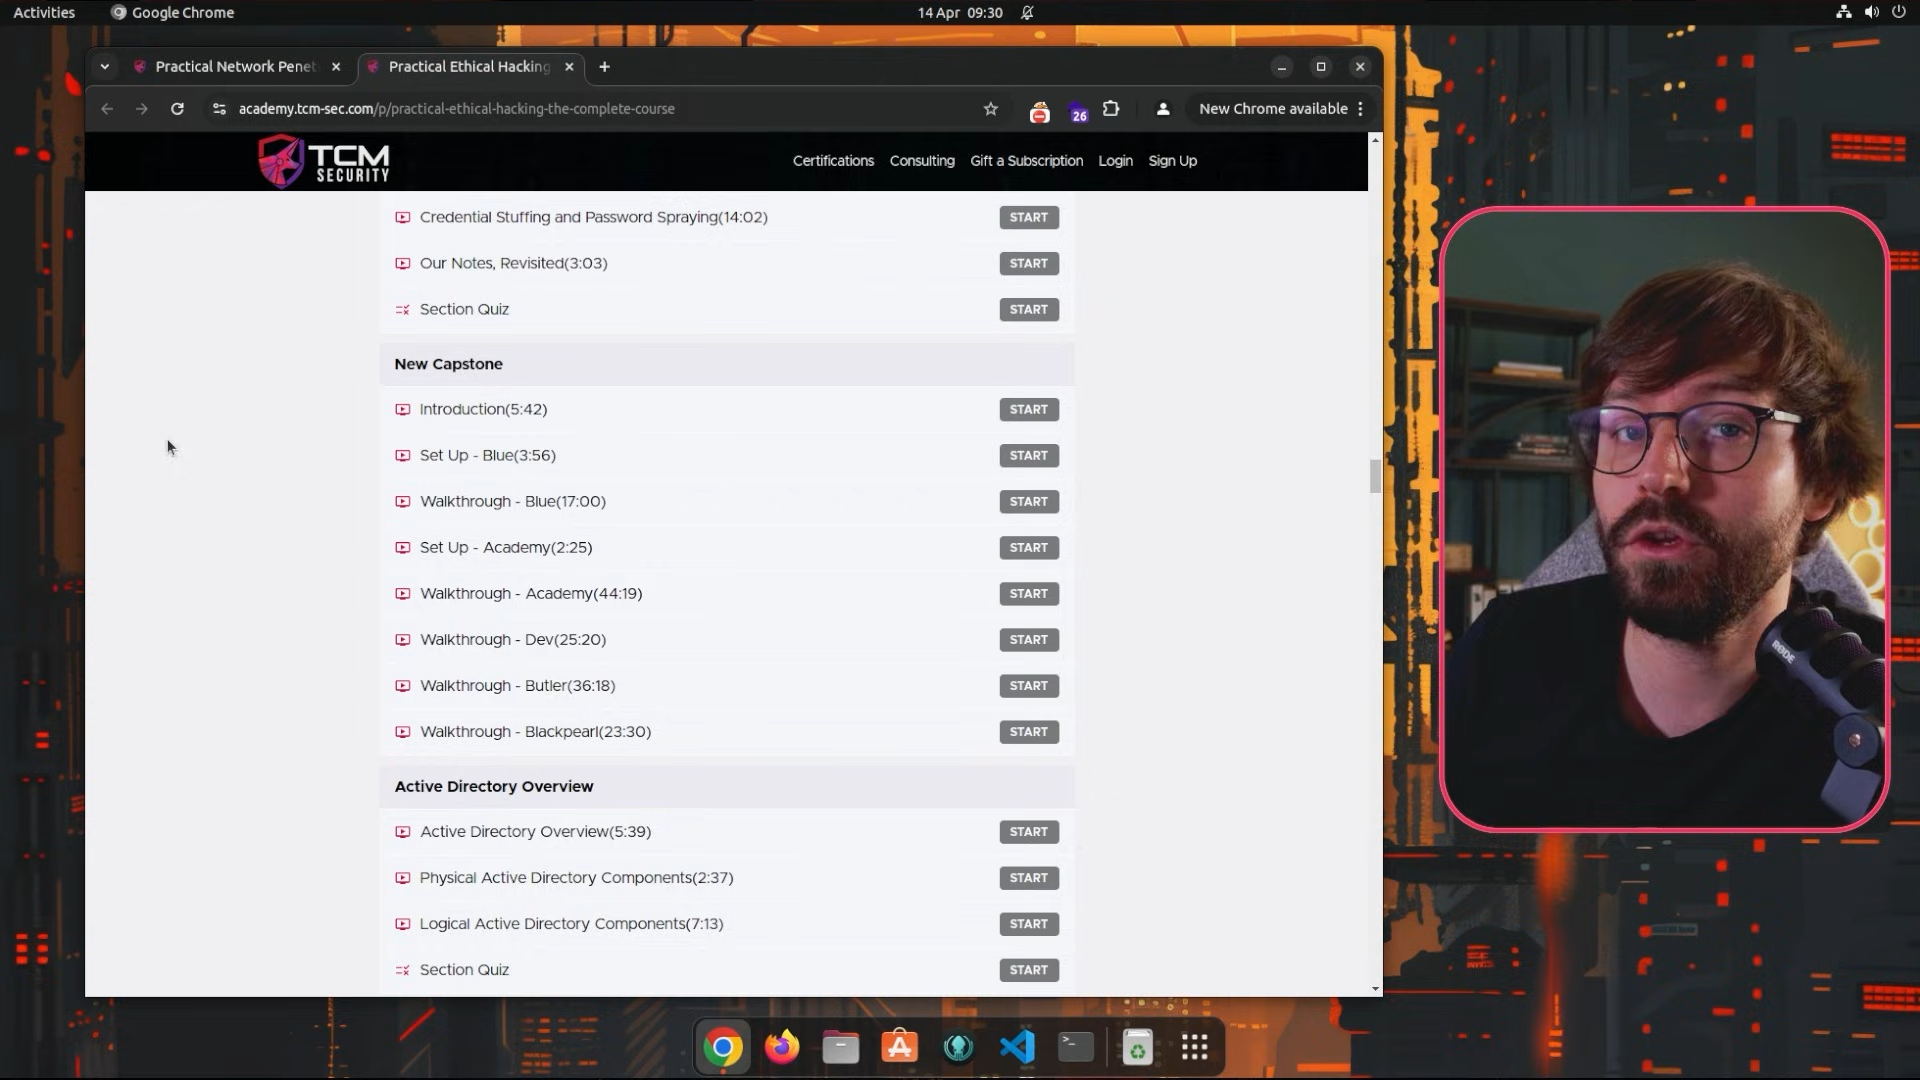 Activities
Google Chrome
14 Apr 09:30
Practical Network Penet
Practical Ethical Hacking
academy.tcm-sec.com/p/practical-ethical-hacking-the-complete-course
26
New Chrome available
TCM
SECURITY
Certifications
Consulting
Gift a Subscription
Login
Sign Up
Credential Stuffing and Password Spraying(14:02)
START
Our Notes, Revisited(3:03)
START
Section Quiz
START
New Capstone
Introduction(5:42)
START
Set Up - Blue(3:56)
START
Walkthrough - Blue(17:00)
START
Set Up - Academy(2:25)
START
Walkthrough - Academy(44:19)
START
Walkthrough - Dev(25:20)
START
Walkthrough - Butler(36:18)
START
Walkthrough - Blackpearl(23:30)
START
Active Directory Overview
Active Directory Overview(5:39)
START
Physical Active Directory Components(2:37)
START
Logical Active Directory Components(7:13)
START
Section Quiz
START
RØDE